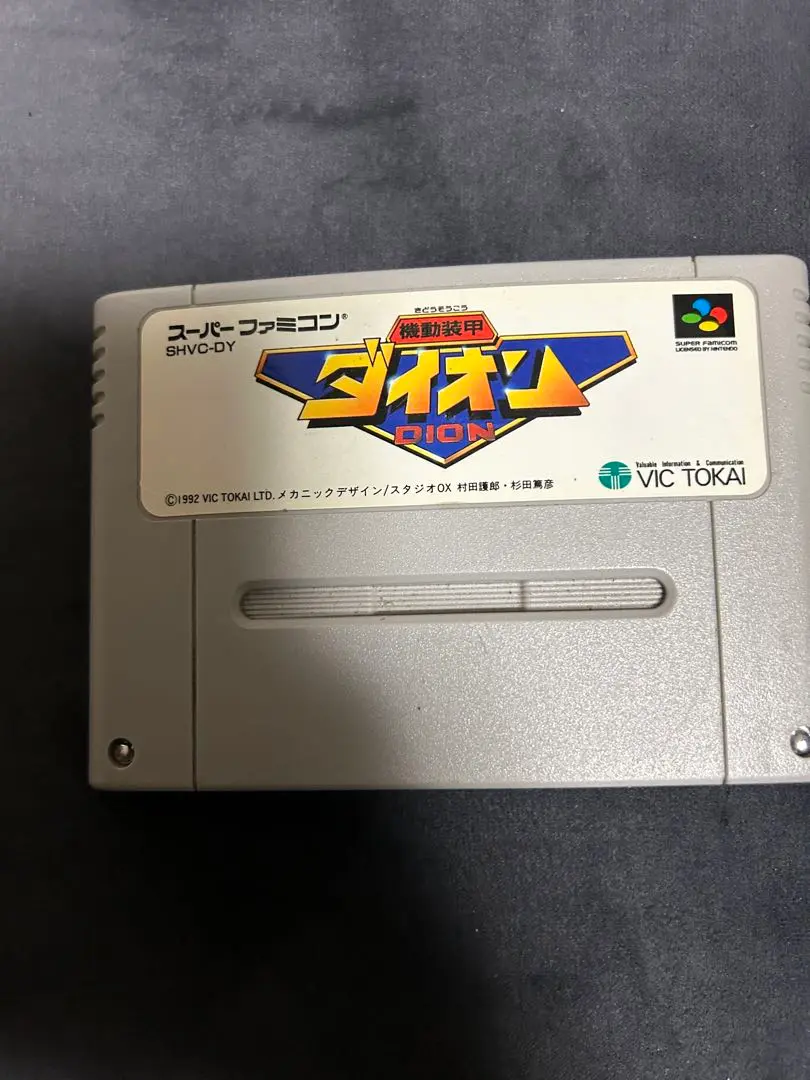 スーパーファミコン®
SHVC-DY
きどうそうこう
機動装甲
ダイオン
DION
SUPER FAMICOM
LICENSED BY NINTENDO
Valuable Information & Communication
VIC TOKAI
©1992 VIC TOKAI LTD. メカニックデザイン/スタジオOX 村田護郎・杉田篤彦